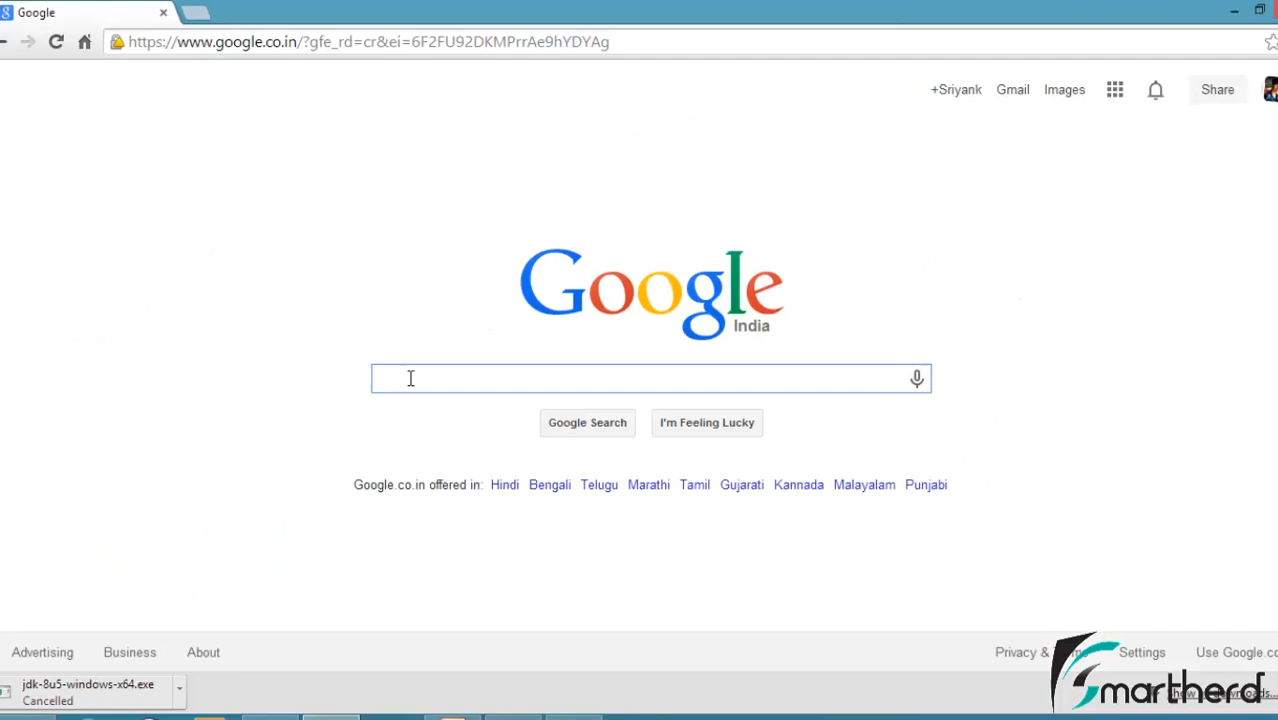 Google
https://www.google.co.in/?gfe_rd=cr&ei=6F2FU92DKMPrrAe9hYDYAg
+Sriyank Gmail Images Share
Google
India
Google Search I'm Feeling Lucky
Google.co.in offered in: Hindi Bengali Telugu Marathi Tamil Gujarati Kannada Malayalam Punjabi
Advertising Business About Privacy & Settings Use Google.co
jdk-8u5-windows-x64.exe
Cancelled
Smartherd